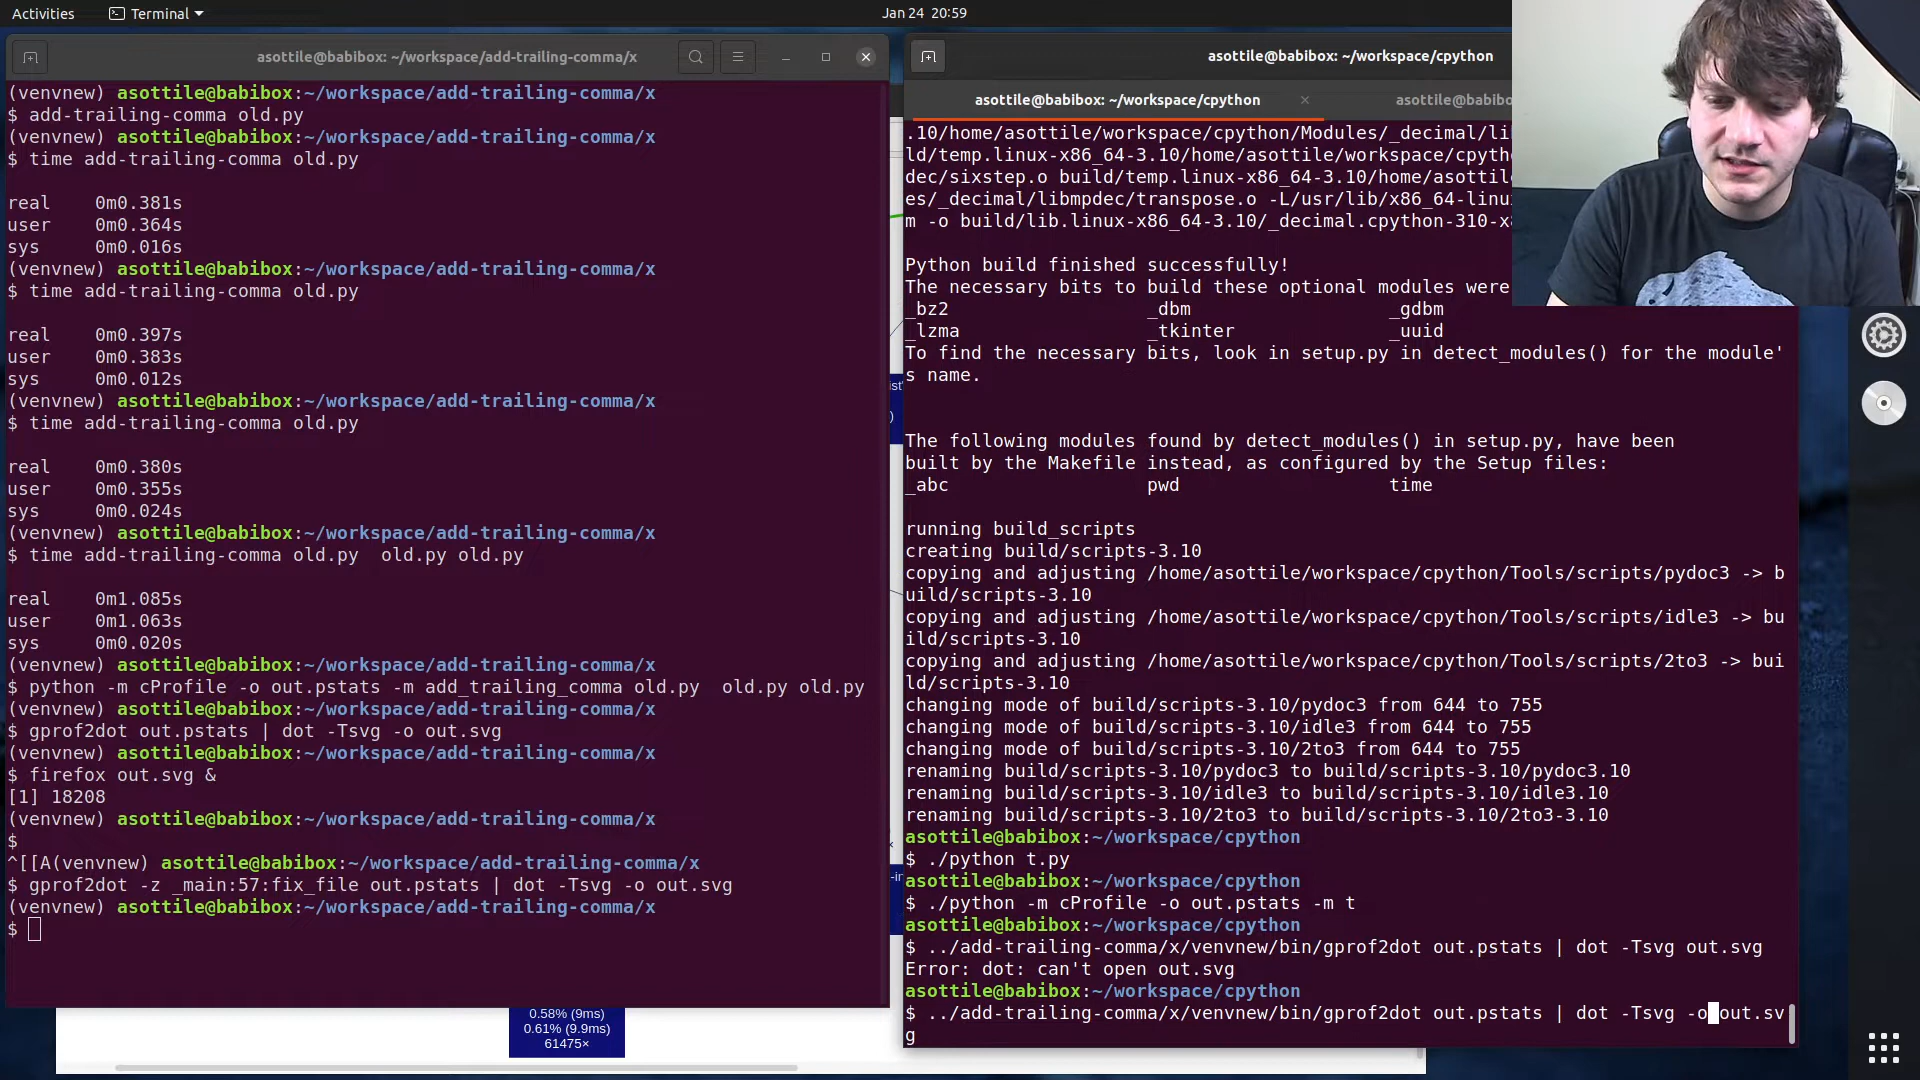 Activities
Terminal
Jan 24 20:59
asottile@babibox: ~/workspace/add-trailing-comma/x
(venvnew) asottile@babibox:~/workspace/add-trailing-comma/x
$ add-trailing-comma old.py
(venvnew) asottile@babibox:~/workspace/add-trailing-comma/x
$ time add-trailing-comma old.py
real    0m0.381s
user    0m0.364s
sys     0m0.016s
(venvnew) asottile@babibox:~/workspace/add-trailing-comma/x
$ time add-trailing-comma old.py
real    0m0.397s
user    0m0.383s
sys     0m0.012s
(venvnew) asottile@babibox:~/workspace/add-trailing-comma/x
$ time add-trailing-comma old.py
real    0m0.380s
user    0m0.355s
sys     0m0.024s
(venvnew) asottile@babibox:~/workspace/add-trailing-comma/x
$ time add-trailing-comma old.py  old.py old.py
real    0m1.085s
user    0m1.063s
sys     0m0.020s
(venvnew) asottile@babibox:~/workspace/add-trailing-comma/x
$ python -m cProfile -o out.pstats -m add_trailing_comma old.py  old.py old.py
(venvnew) asottile@babibox:~/workspace/add-trailing-comma/x
$ gprof2dot out.pstats | dot -Tsvg -o out.svg
(venvnew) asottile@babibox:~/workspace/add-trailing-comma/x
$ firefox out.svg &
[1] 18208
(venvnew) asottile@babibox:~/workspace/add-trailing-comma/x
$
^[[A(venvnew) asottile@babibox:~/workspace/add-trailing-comma/x
$ gprof2dot -z _main:57:fix_file out.pstats | dot -Tsvg -o out.svg
(venvnew) asottile@babibox:~/workspace/add-trailing-comma/x
$
0.58% (9ms)
0.61% (9.9ms)
61475×
asottile@babibox: ~/workspace/cpython
asottile@babibox: ~/workspace/cpython
asottile@babibo
.10/home/asottile/workspace/cpython/Modules/_decimal/li
ld/temp.linux-x86_64-3.10/home/asottile/workspace/cpyth
dec/sixstep.o build/temp.linux-x86_64-3.10/home/asottil
es/_decimal/libmpdec/transpose.o -L/usr/lib/x86_64-linu
m -o build/lib.linux-x86_64-3.10/_decimal.cpython-310-x
Python build finished successfully!
The necessary bits to build these optional modules were
_bz2                  _dbm                  _gdbm
_lzma                 _tkinter              _uuid
To find the necessary bits, look in setup.py in detect_modules() for the module'
s name.
The following modules found by detect_modules() in setup.py, have been
built by the Makefile instead, as configured by the Setup files:
_abc                  pwd                   time
running build_scripts
creating build/scripts-3.10
copying and adjusting /home/asottile/workspace/cpython/Tools/scripts/pydoc3 -> b
uild/scripts-3.10
copying and adjusting /home/asottile/workspace/cpython/Tools/scripts/idle3 -> bu
ild/scripts-3.10
copying and adjusting /home/asottile/workspace/cpython/Tools/scripts/2to3 -> bui
ld/scripts-3.10
changing mode of build/scripts-3.10/pydoc3 from 644 to 755
changing mode of build/scripts-3.10/idle3 from 644 to 755
changing mode of build/scripts-3.10/2to3 from 644 to 755
renaming build/scripts-3.10/pydoc3 to build/scripts-3.10/pydoc3.10
renaming build/scripts-3.10/idle3 to build/scripts-3.10/idle3.10
renaming build/scripts-3.10/2to3 to build/scripts-3.10/2to3-3.10
asottile@babibox:~/workspace/cpython
$ ./python t.py
asottile@babibox:~/workspace/cpython
$ ./python -m cProfile -o out.pstats -m t
asottile@babibox:~/workspace/cpython
$ ../add-trailing-comma/x/venvnew/bin/gprof2dot out.pstats | dot -Tsvg out.svg
Error: dot: can't open out.svg
asottile@babibox:~/workspace/cpython
$ ../add-trailing-comma/x/venvnew/bin/gprof2dot out.pstats | dot -Tsvg -o out.sv
g